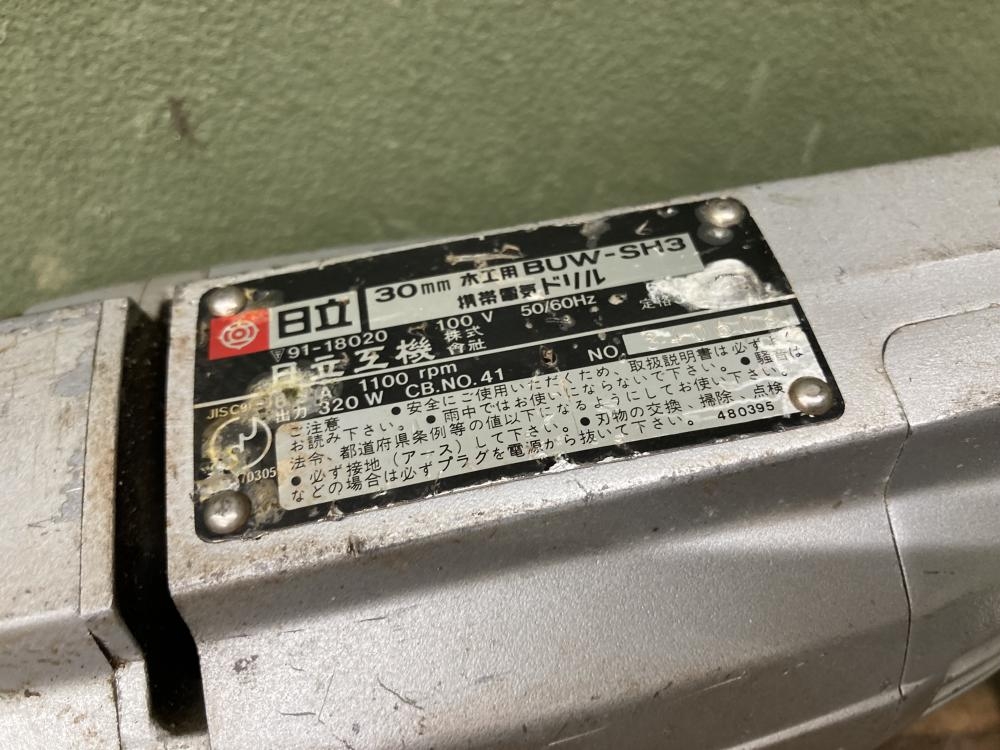 日立
30mm 木工用 BUW-SH3
携帯電気ドリル
91-18020 100V 50/60Hz
日立工機 株式会社
1100 rpm NO.
出力 320W CB.NO.41
JIS C
70305
ご注意 ●安全にご使用いただくため、取扱説明書は必ず
お読み下さい。●雨中ではお使いにならないで下さい。●騒音は
法令、都道府県条例等の値以下になるようにしてお使い下さい。
●必ず接地(アース)して下さい。●刃物の交換、掃除、点検
などの場合は必ずプラグを電源から抜いて下さい。 480395